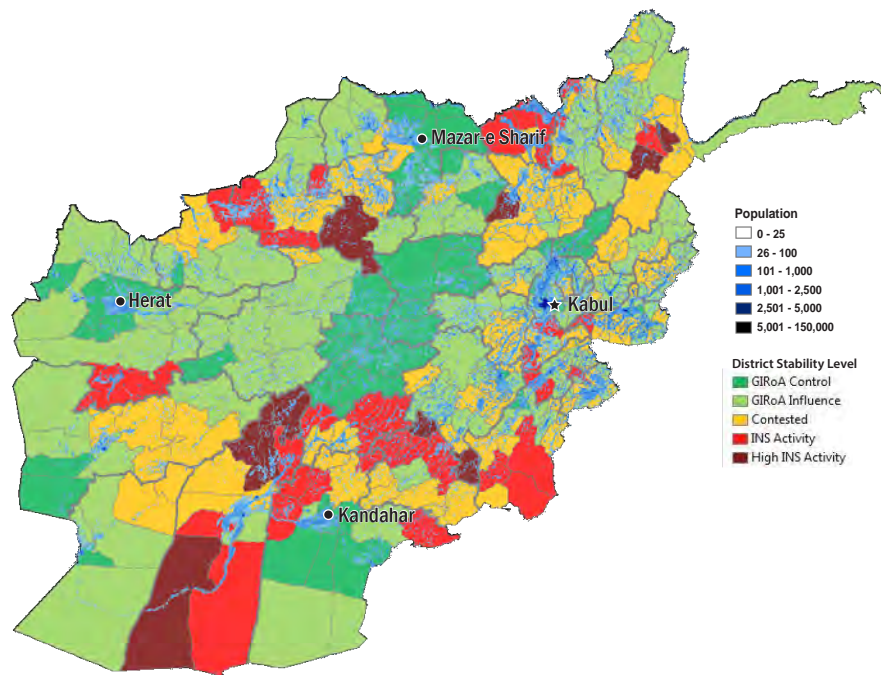 Mazar-e Sharif
Herat
Kabul
Kandahar
Population
0 - 25
26 - 100
101 - 1,000
1,001 - 2,500
2,501 - 5,000
5,001 - 150,000
District Stability Level
GIRoA Control
GIRoA Influence
Contested
INS Activity
High INS Activity